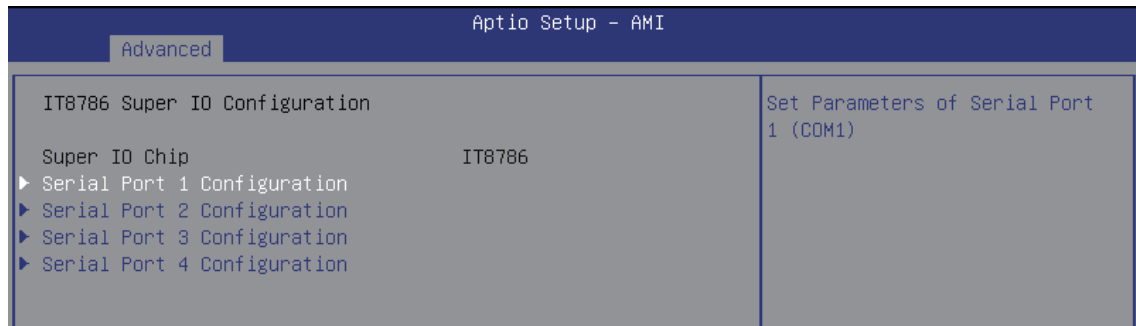 Aptio Setup – AMI
Advanced
IT8786 Super IO Configuration
Super IO Chip IT8786
Serial Port 1 Configuration
Serial Port 2 Configuration
Serial Port 3 Configuration
Serial Port 4 Configuration
Set Parameters of Serial Port
1 (COM1)